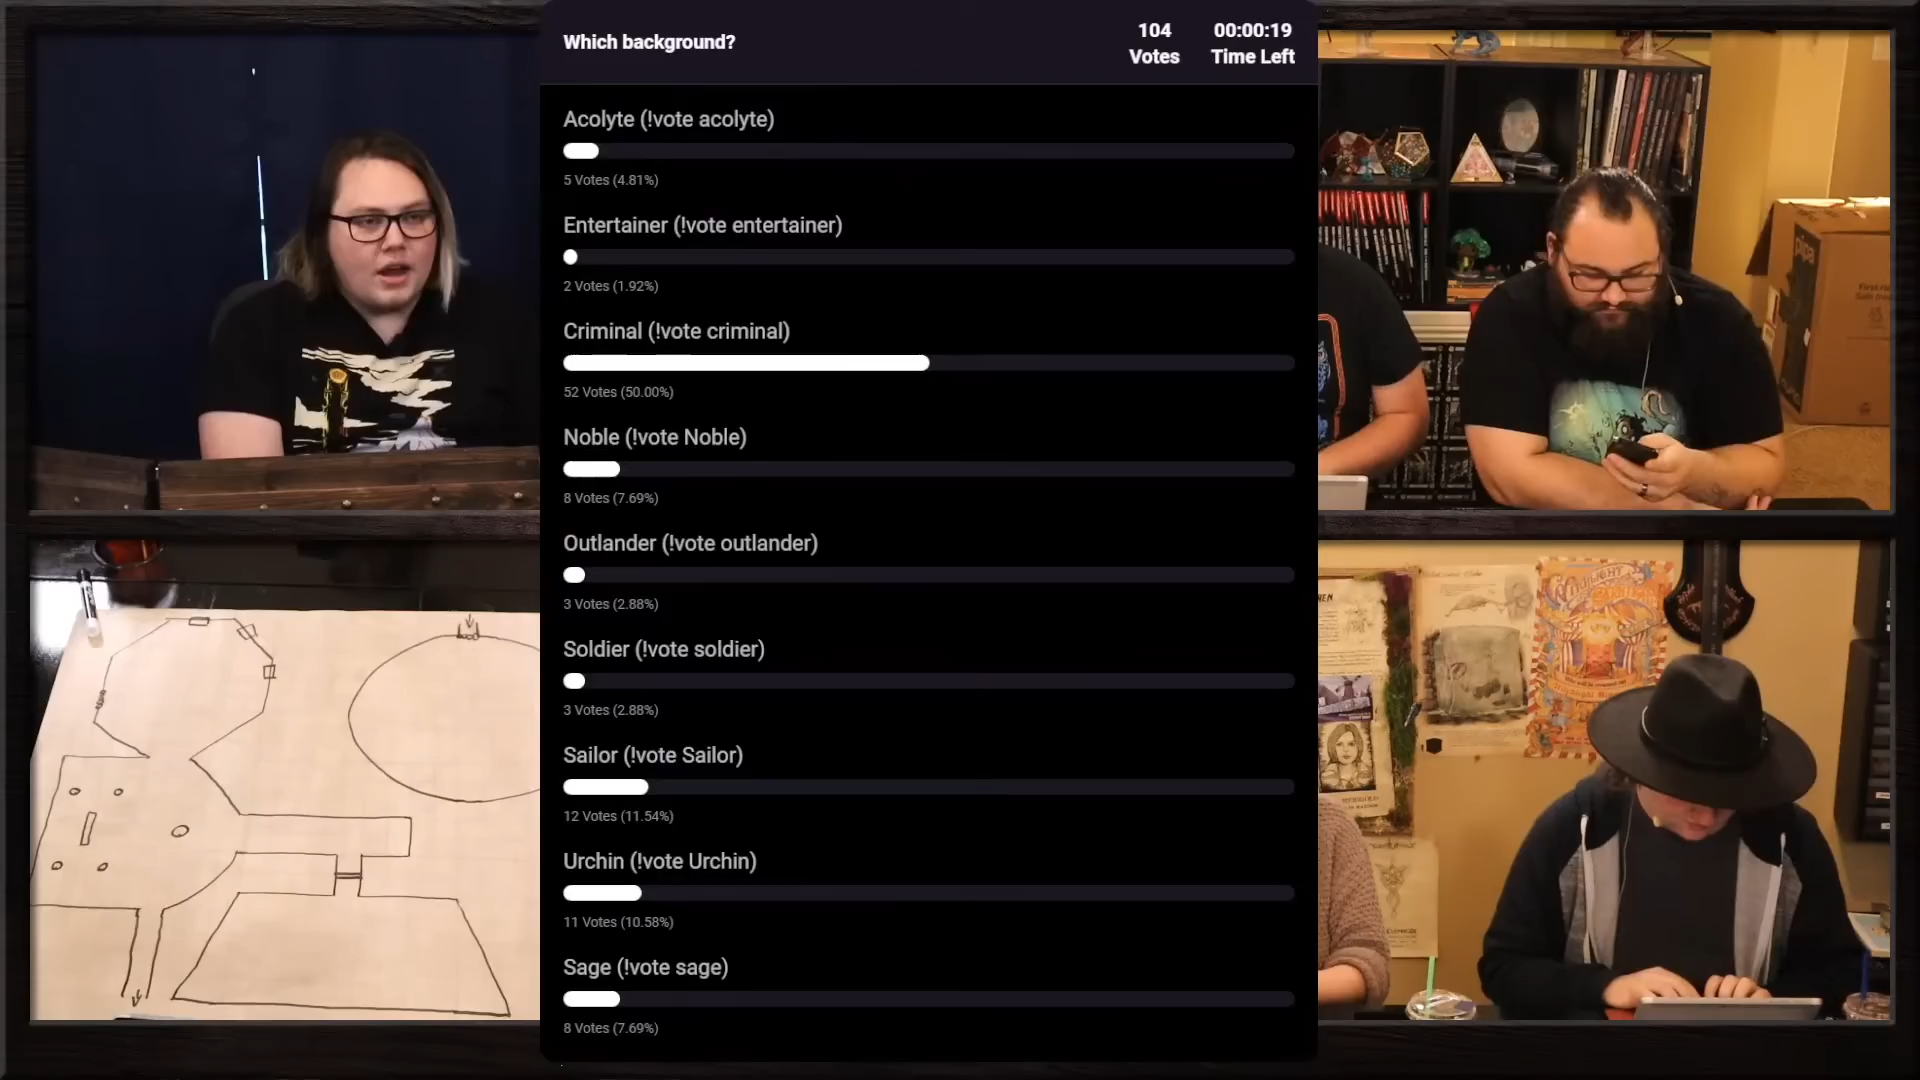 Which background?
104
Votes
00:00:19
Time Left
Acolyte (!vote acolyte)
5 Votes (4.81%)
Entertainer (!vote entertainer)
2 Votes (1.92%)
Criminal (!vote criminal)
52 Votes (50.00%)
Noble (!vote Noble)
8 Votes (7.69%)
Outlander (!vote outlander)
3 Votes (2.88%)
Soldier (!vote soldier)
3 Votes (2.88%)
Sailor (!vote Sailor)
12 Votes (11.54%)
Urchin (!vote Urchin)
11 Votes (10.58%)
Sage (!vote sage)
8 Votes (7.69%)
pipa